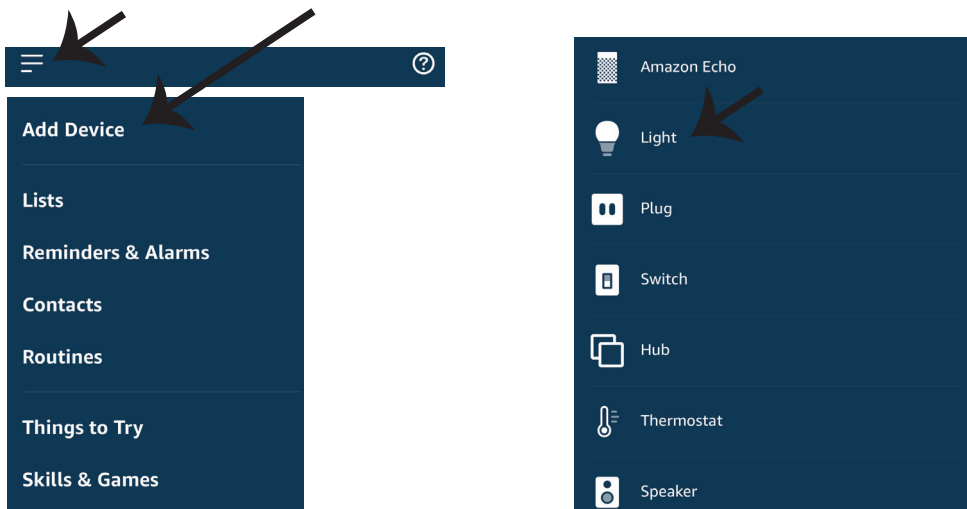 Add Device
Lists
Reminders & Alarms
Contacts
Routines
Things to Try
Skills & Games
Amazon Echo
Light
Plug
Switch
Hub
Thermostat
Speaker